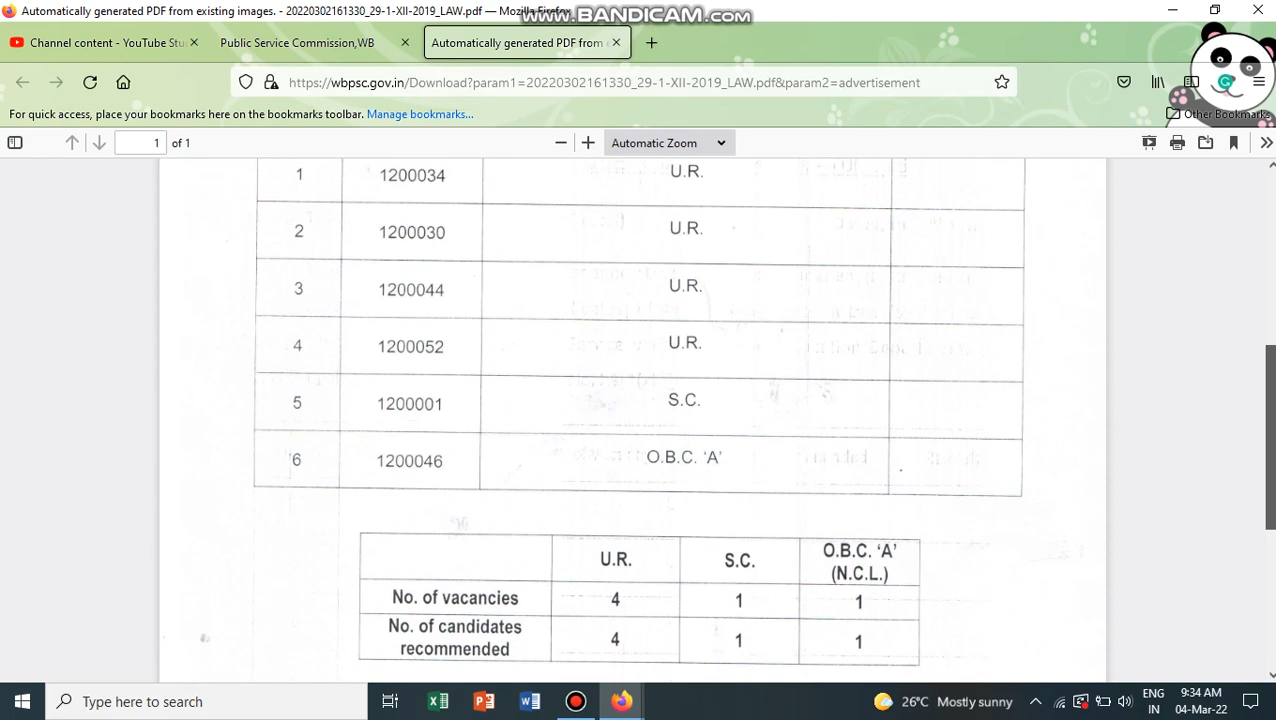 Automatically generated PDF from existing images. - 20220302161330_29-1-XII-2019_LAW.pdf — Mozilla Firefox
www.BANDICAM.com
Channel content - YouTube Stu
Public Service Commission,WB
Automatically generated PDF from e
https://wbpsc.gov.in/Download?param1=20220302161330_29-1-XII-2019_LAW.pdf&param2=advertisement
For quick access, place your bookmarks here on the bookmarks toolbar. Manage bookmarks...
Other Bookmarks
1 of 1
Automatic Zoom
1 1200034 U.R.
2 1200030 U.R.
3 1200044 U.R.
4 1200052 U.R.
5 1200001 S.C.
6 1200046 O.B.C. ‘A’
U.R. S.C. O.B.C. ‘A’
(N.C.L.)
No. of vacancies 4 1 1
No. of candidates
recommended 4 1 1
Type here to search
26°C Mostly sunny
ENG
IN
9:34 AM
04-Mar-22